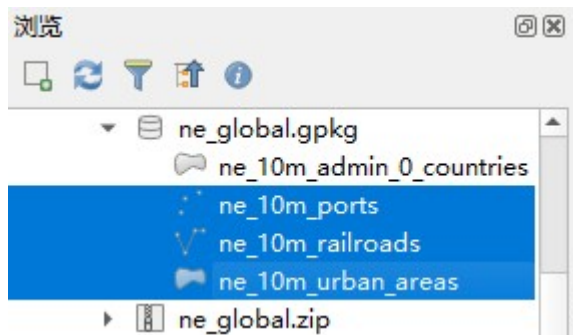 浏览
ne_global.gpkg
ne_10m_admin_0_countries
ne_10m_ports
ne_10m_railroads
ne_10m_urban_areas
ne_global.zip